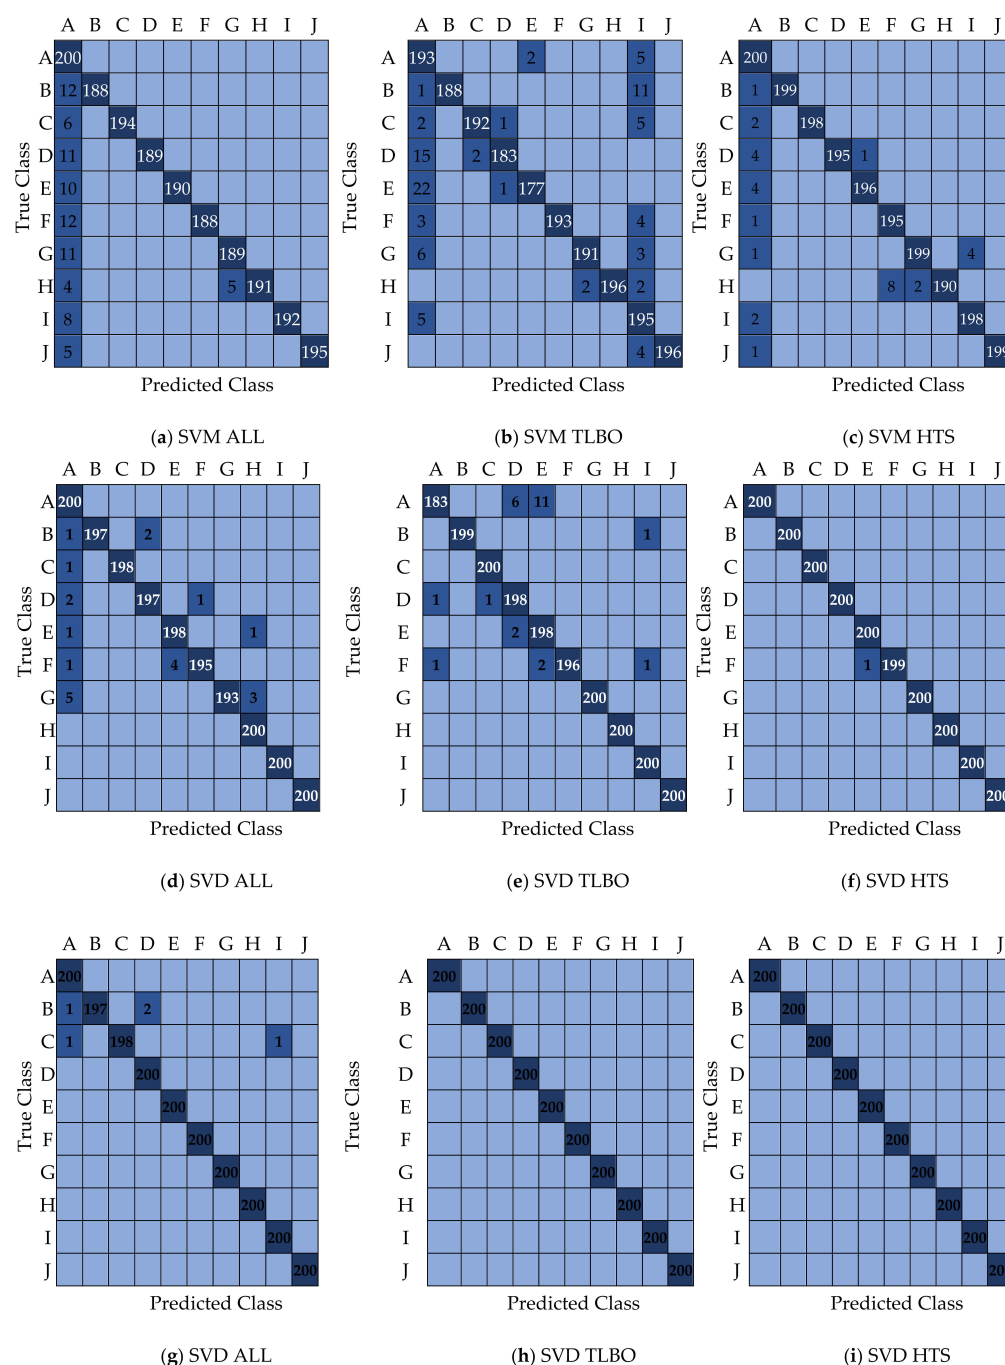 A B C D E F G H I J
A 200
B 12 188
C 6 194
D 11 189
E 10 190
F 12 188
G 11 189
H 4 5 191
I 8 192
J 5 195
True Class
Predicted Class
(a) SVM ALL
A B C D E F G H I J
A 193 2 5
B 1 188 11
C 2 192 1 5
D 15 2 183
E 22 1 177
F 3 193 4
G 6 191 3
H 2 196 2
I 5 195
J 4 196
True Class
Predicted Class
(b) SVM TLBO
A B C D E F G H I J
A 200
B 1 199
C 2 198
D 4 195 1
E 4 196
F 1 195
G 1 199 4
H 8 2 190
I 2 198
J 1 199
True Class
Predicted Class
(c) SVM HTS
A B C D E F G H I J
A 200
B 1 197 2
C 1 198
D 2 197 1
E 1 198 1
F 1 4 195
G 5 193 3
H 200
I 200
J 200
True Class
Predicted Class
(d) SVD ALL
A B C D E F G H I J
A 183 6 11
B 199 1
C 200
D 1 1 198
E 2 198
F 1 2 196 1
G 200
H 200
I 200
J 200
True Class
Predicted Class
(e) SVD TLBO
A B C D E F G H I J
A 200
B 200
C 200
D 200
E 200
F 1 199
G 200
H 200
I 200
J 200
True Class
Predicted Class
(f) SVD HTS
A B C D E F G H I J
A 200
B 1 197 2
C 1 198 1
D 200
E 200
F 200
G 200
H 200
I 200
J 200
True Class
Predicted Class
(g) SVD ALL
A B C D E F G H I J
A 200
B 200
C 200
D 200
E 200
F 200
G 200
H 200
I 200
J 200
True Class
Predicted Class
(h) SVD TLBO
A B C D E F G H I J
A 200
B 200
C 200
D 200
E 200
F 200
G 200
H 200
I 200
J 20
True Class
Predicted Class
(i) SVD HTS